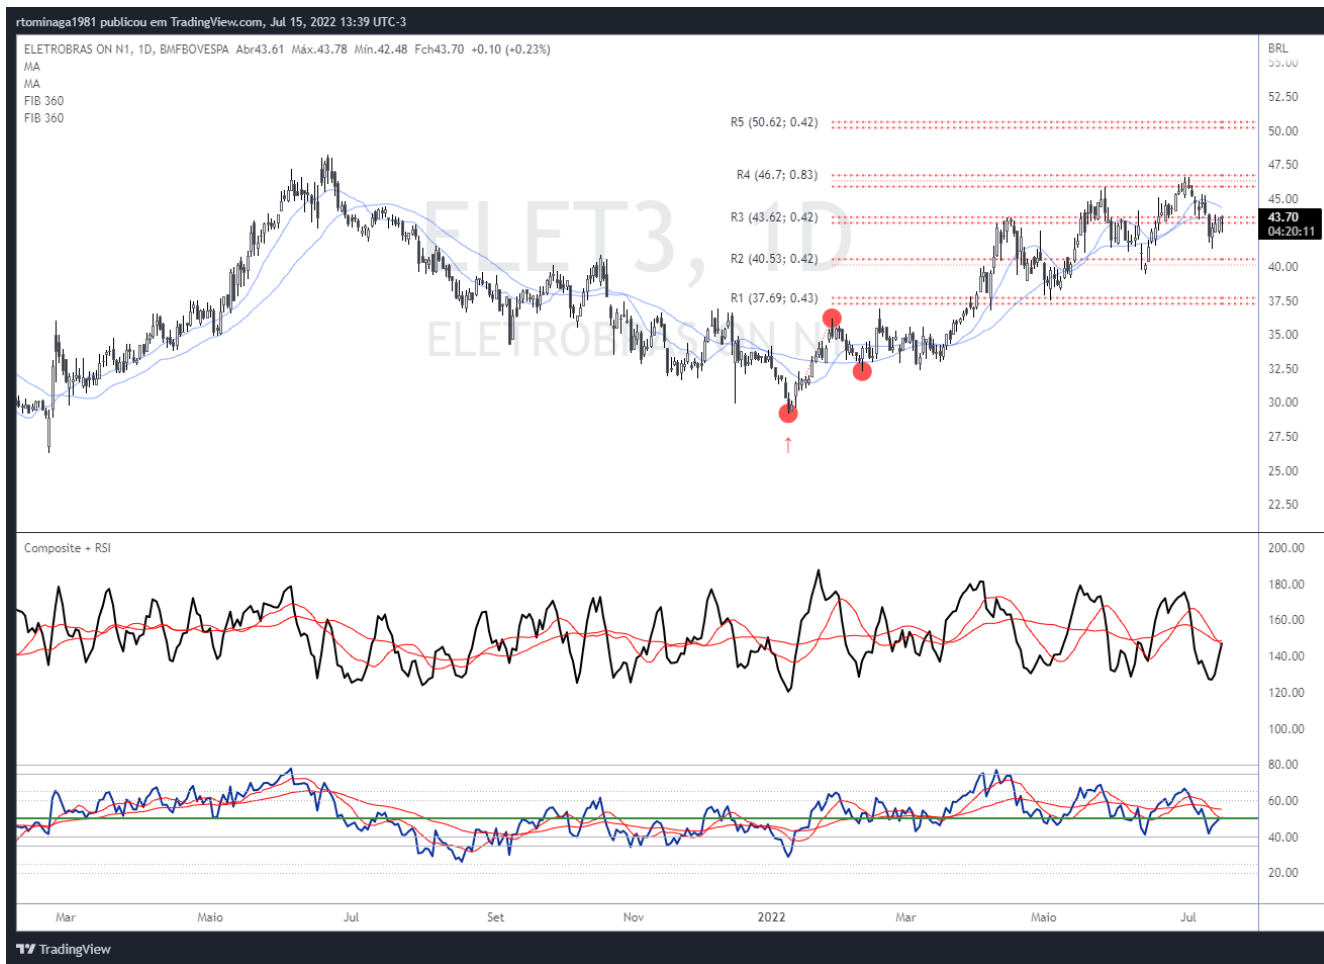 rtominaga1981 publicou em TradingView.com, Jul 15, 2022 13:39 UTC-3
ELETROBRAS ON N1, 1D, BMFBOVESPA Abr43.61 Máx.43.78 Mín.42.48 Fch43.70 +0.10 (+0.23%)
MA
MA
FIB 360
FIB 360
BRL
55.00
52.50
50.00
47.50
45.00
43.70
04:20:11
40.00
37.50
35.00
32.50
30.00
27.50
25.00
22.50
R5 (50.62; 0.42)
R4 (46.7; 0.83)
R3 (43.62; 0.42)
R2 (40.53; 0.42)
R1 (37.69; 0.43)
ELET3, 1D
ELETROBRAS ON N1
Composite + RSI
200.00
180.00
160.00
140.00
120.00
100.00
80.00
60.00
40.00
20.00
Mar Maio Jul Set Nov 2022 Mar Maio Jul
TradingView